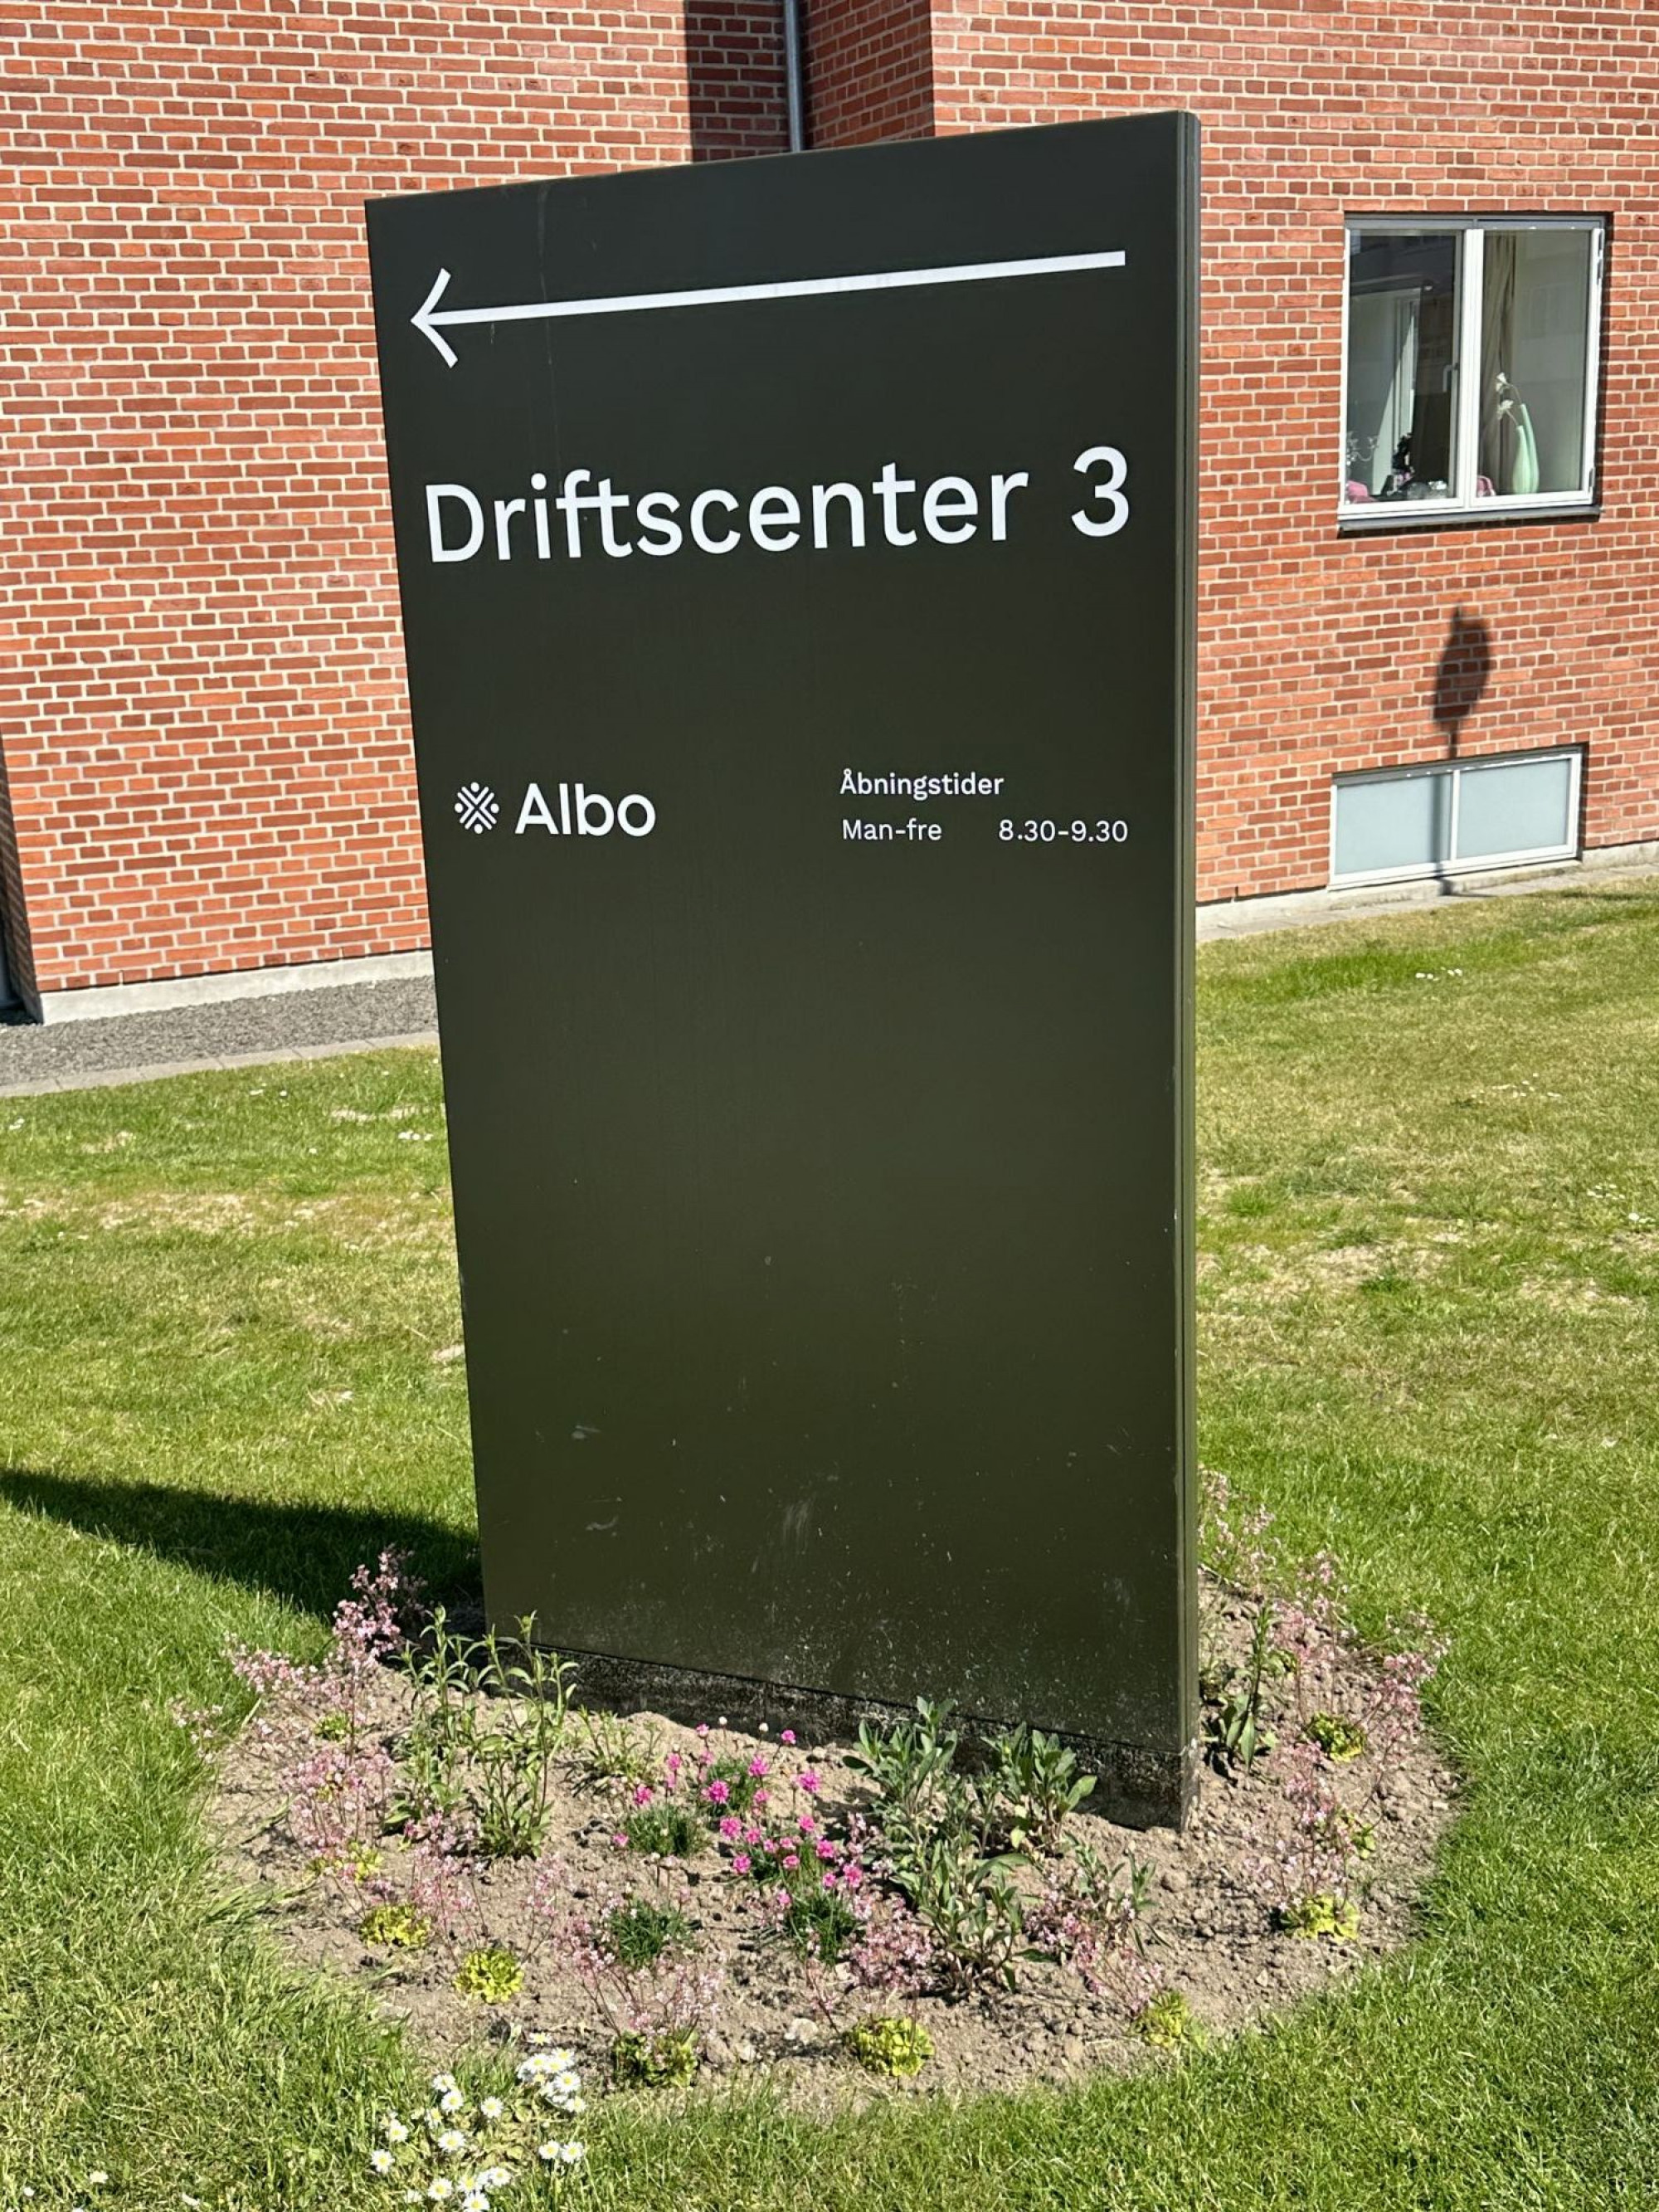 Driftscenter 3
Albo
Åbningstider
Man-fre 8.30-9.30